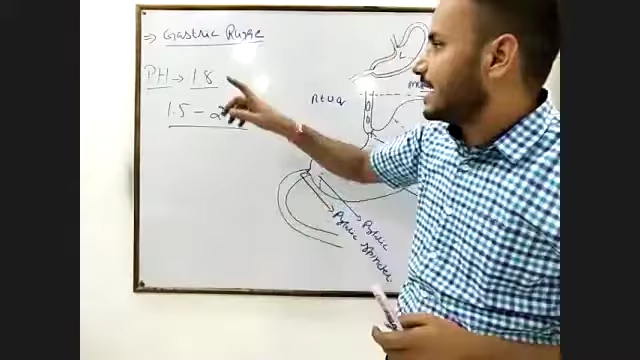 ⇒ Gastric Rugae
PH → 1.8
1.5 -
L
Pyloric
Pyloric Sphincter